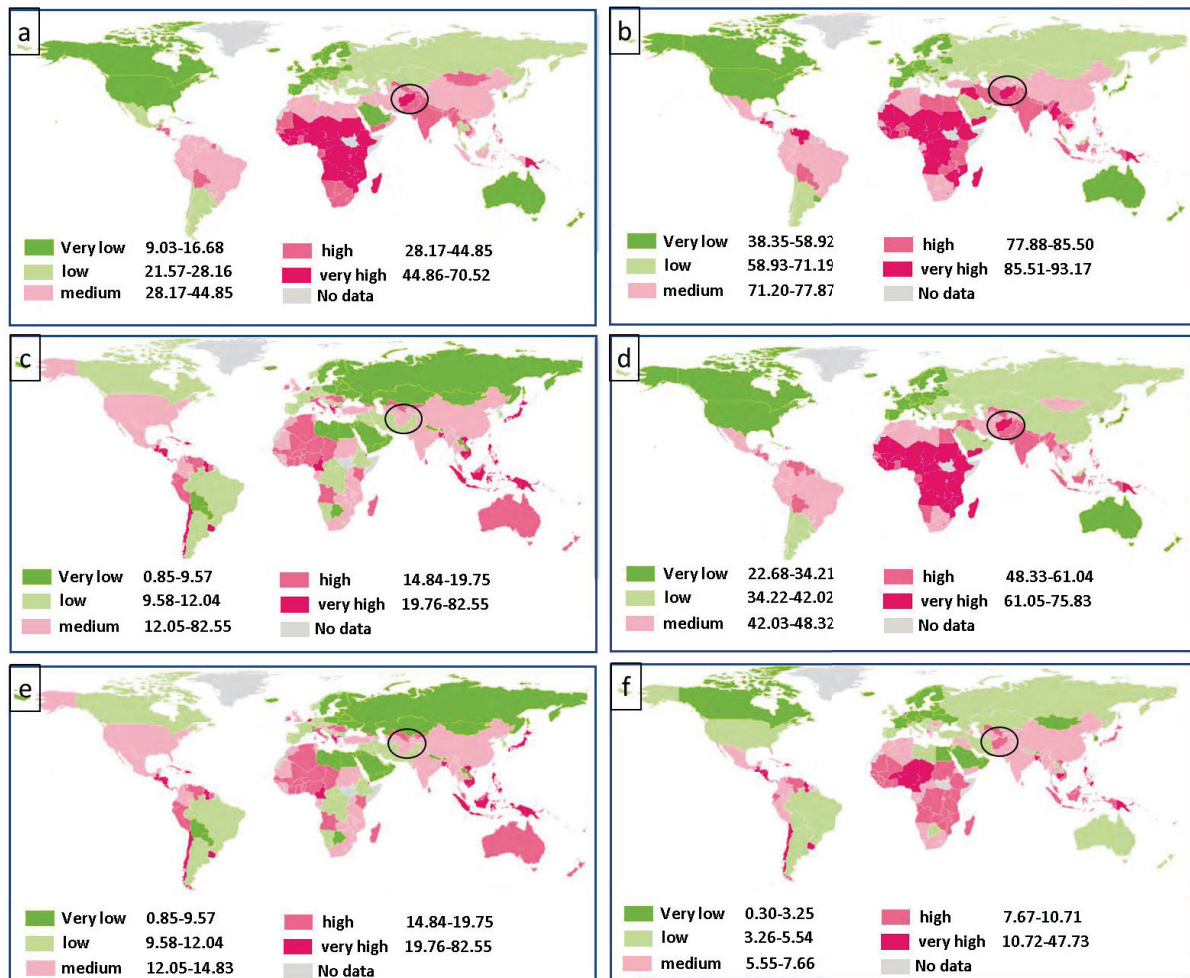 a
Very low 9.03-16.68
low 21.57-28.16
medium 28.17-44.85
high 28.17-44.85
very high 44.86-70.52
No data
b
Very low 38.35-58.92
low 58.93-71.19
medium 71.20-77.87
high 77.88-85.50
very high 85.51-93.17
No data
c
Very low 0.85-9.57
low 9.58-12.04
medium 12.05-82.55
high 14.84-19.75
very high 19.76-82.55
No data
d
Very low 22.68-34.21
low 34.22-42.02
medium 42.03-48.32
high 48.33-61.04
very high 61.05-75.83
No data
e
Very low 0.85-9.57
low 9.58-12.04
medium 12.05-14.83
high 14.84-19.75
very high 19.76-82.55
No data
f
Very low 0.30-3.25
low 3.26-5.54
medium 5.55-7.66
high 7.67-10.71
very high 10.72-47.73
No data